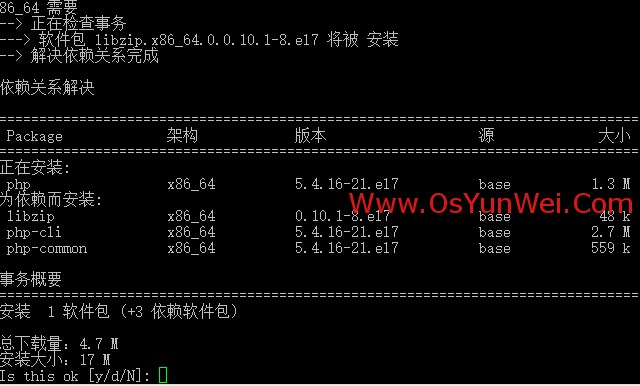 86_64 需要
--> 正在检查事务
---> 软件包 libzip.x86_64.0.0.10.1-8.el7 将被 安装
--> 解决依赖关系完成
依赖关系解决
================================================================================
Package 架构 版本 源 大小
================================================================================
正在安装:
php x86_64 5.4.16-21.el7 base 1.3 M
为依赖而安装:
libzip x86_64 0.10.1-8.el7 base 48 k
www.OsYunWei.Com
php-cli x86_64 5.4.16-21.el7 base 2.7 M
php-common x86_64 5.4.16-21.el7 base 559 k
事务概要
================================================================================
安装 1 软件包 (+3 依赖软件包)
总下载量：4.7 M
安装大小：17 M
Is this ok [y/d/N]: